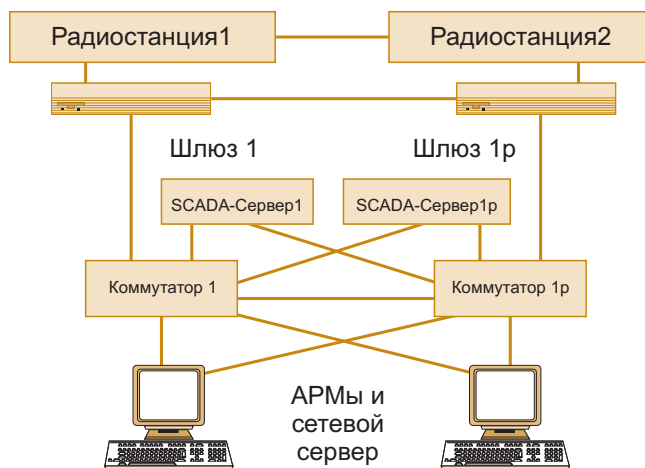 Радиостанция1
Радиостанция2
Шлюз 1
Шлюз 1р
SCADA-Сервер1
SCADA-Сервер1р
Коммутатор 1
Коммутатор 1р
АРМы и
сетевой
сервер